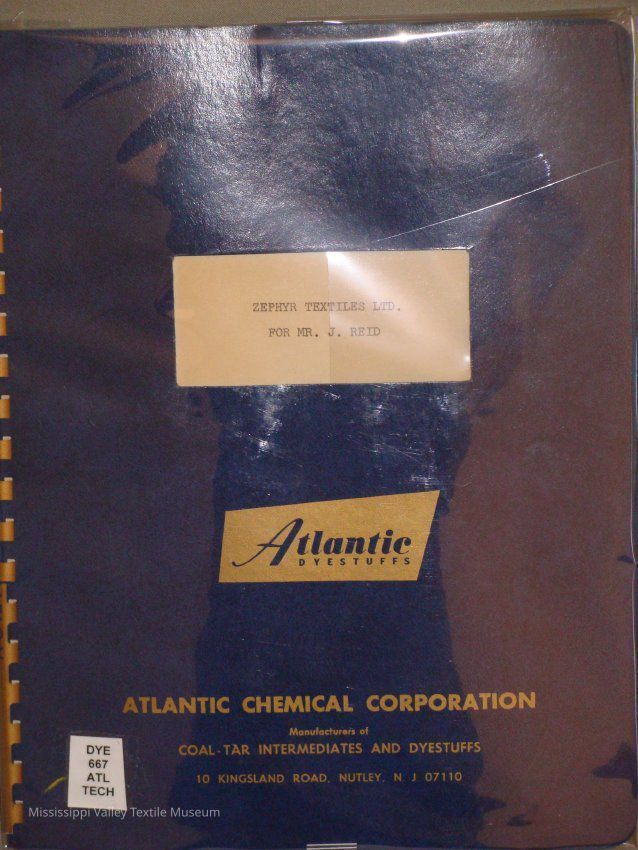 ZEPHYR TEXTILES LTD.
FOR MR. J. REID
Atlantic
DYESTUFFS
ATLANTIC CHEMICAL CORPORATION
Manufacturers of
COAL-TAR INTERMEDIATES AND DYESTUFFS
10 KINGSLAND ROAD, NUTLEY, N J 07110
DYE
667
ATL
TECH
Mississippi Valley Textile Museum